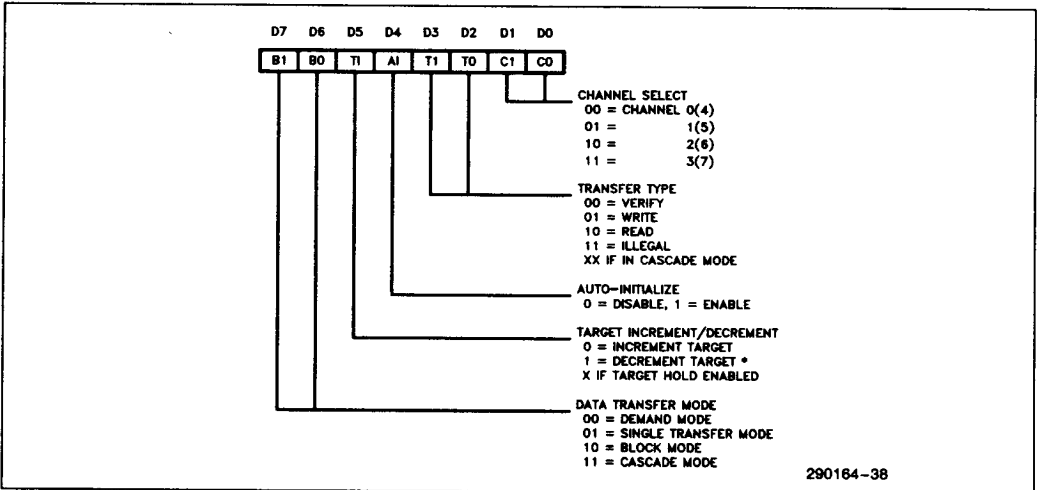 D7 D6 D5 D4 D3 D2 D1 D0
B1 B0 TI AI T1 T0 C1 C0
CHANNEL SELECT
00 = CHANNEL 0(4)
01 = 1(5)
10 = 2(6)
11 = 3(7)
TRANSFER TYPE
00 = VERIFY
01 = WRITE
10 = READ
11 = ILLEGAL
XX IF IN CASCADE MODE
AUTO-INITIALIZE
0 = DISABLE, 1 = ENABLE
TARGET INCREMENT/DECREMENT
0 = INCREMENT TARGET
1 = DECREMENT TARGET *
X IF TARGET HOLD ENABLED
DATA TRANSFER MODE
00 = DEMAND MODE
01 = SINGLE TRANSFER MODE
10 = BLOCK MODE
11 = CASCADE MODE
290164-38